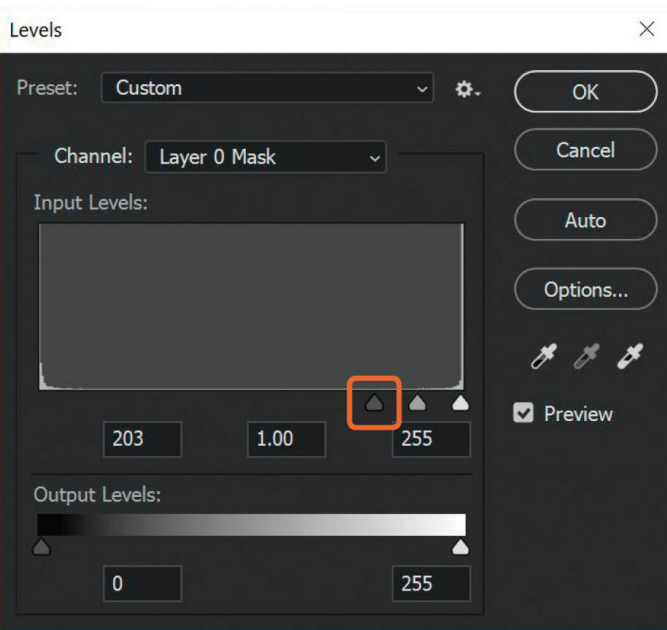 Levels
Preset: Custom
OK
Channel: Layer 0 Mask
Cancel
Input Levels:
Auto
Options...
Preview
203 1.00 255
Output Levels:
0 255